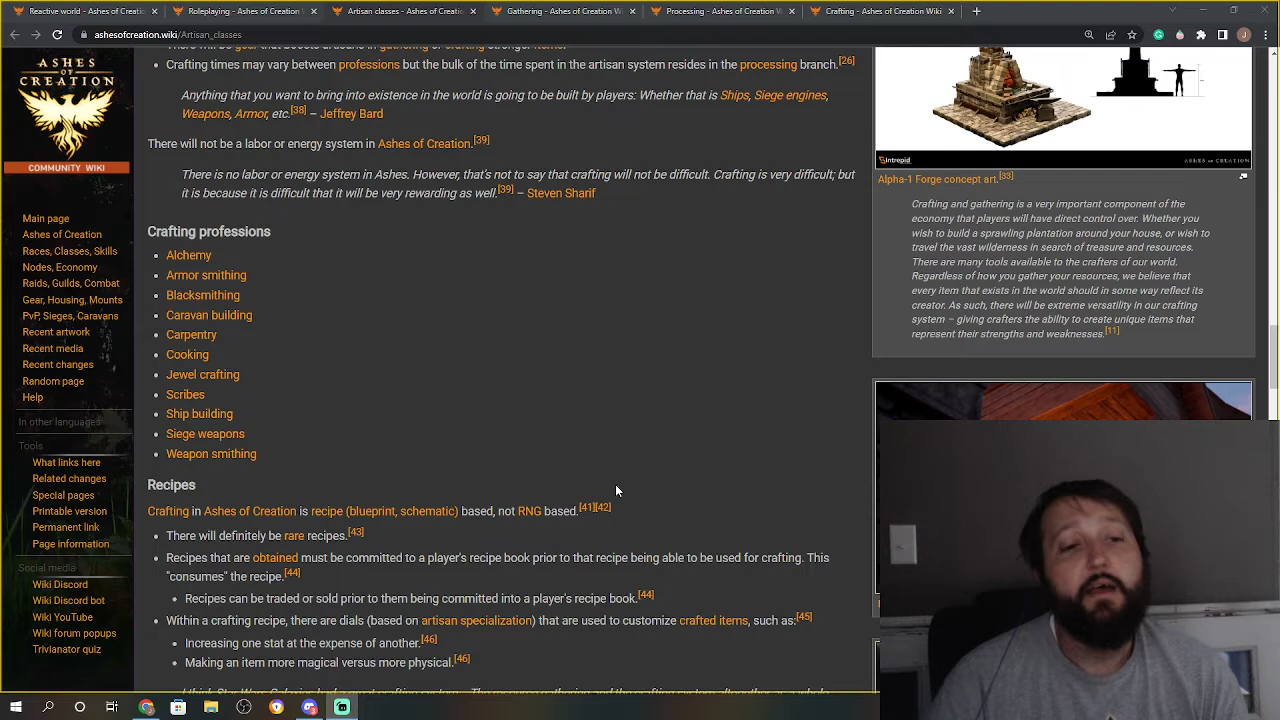 Reactive world - Ashes of Creati
Roleplaying - Ashes
Artisan classes - Ashes of Creatio
Gathering - Ashes of Creation W
Processing - Ashes of Creation W
Crafting - Ashes of Creation Wiki
ashesofcreation.wiki/Artisan_classes
ASHES
OF
CREATION
COMMUNITY WIKI
Main page
Ashes of Creation
Races, Classes, Skills
Nodes, Economy
Raids, Guilds, Combat
Gear, Housing, Mounts
PvP, Sieges, Caravans
Recent artwork
Recent media
Recent changes
Random page
Help
In other languages
Tools
What links here
Related changes
Special pages
Printable version
Permanent link
Page information
Social media
Wiki Discord
Wiki Discord bot
Wiki YouTube
Wiki forum popups
Trivianator quiz
There will be gear that boosts artisans in gathering or crafting stronger items.
Crafting times may vary between professions but the bulk of the time spent in the artisan system resides in the processing branch.[26]
Anything that you want to bring into existence in the world is going to be built by players: Whether that is Ships, Siege engines,
Weapons, Armor, etc.[38] – Jeffrey Bard
There will not be a labor or energy system in Ashes of Creation.[39]
There is no labor or energy system in Ashes. However, that's not to say that crafting will not be difficult. Crafting is very difficult; but
it is because it is difficult that it will be very rewarding as well.[39] – Steven Sharif
Crafting professions
Alchemy
Armor smithing
Blacksmithing
Caravan building
Carpentry
Cooking
Jewel crafting
Scribes
Ship building
Siege weapons
Weapon smithing
Recipes
Crafting in Ashes of Creation is recipe (blueprint, schematic) based, not RNG based.[41][42]
There will definitely be rare recipes.[43]
Recipes that are obtained must be committed to a player's recipe book prior to that recipe being able to be used for crafting. This
"consumes" the recipe.[44]
Recipes can be traded or sold prior to them being committed into a player's recipe book.[44]
Within a crafting recipe, there are dials (based on artisan specialization) that are used to customize crafted items, such as:[45]
Increasing one stat at the expense of another.[46]
Making an item more magical versus more physical.[46]
intrepid
ASHES OF CREATION
Alpha-1 Forge concept art.[33]
Crafting and gathering is a very important component of the
economy that players will have direct control over. Whether you
wish to build a sprawling plantation around your house, or wish to
travel the vast wilderness in search of treasure and resources.
There are many tools available to the crafters of our world.
Regardless of how you gather your resources, we believe that
every item that exists in the world should in some way reflect its
creator. As such, there will be extreme versatility in our crafting
system – giving crafters the ability to create unique items that
represent their strengths and weaknesses.[11]